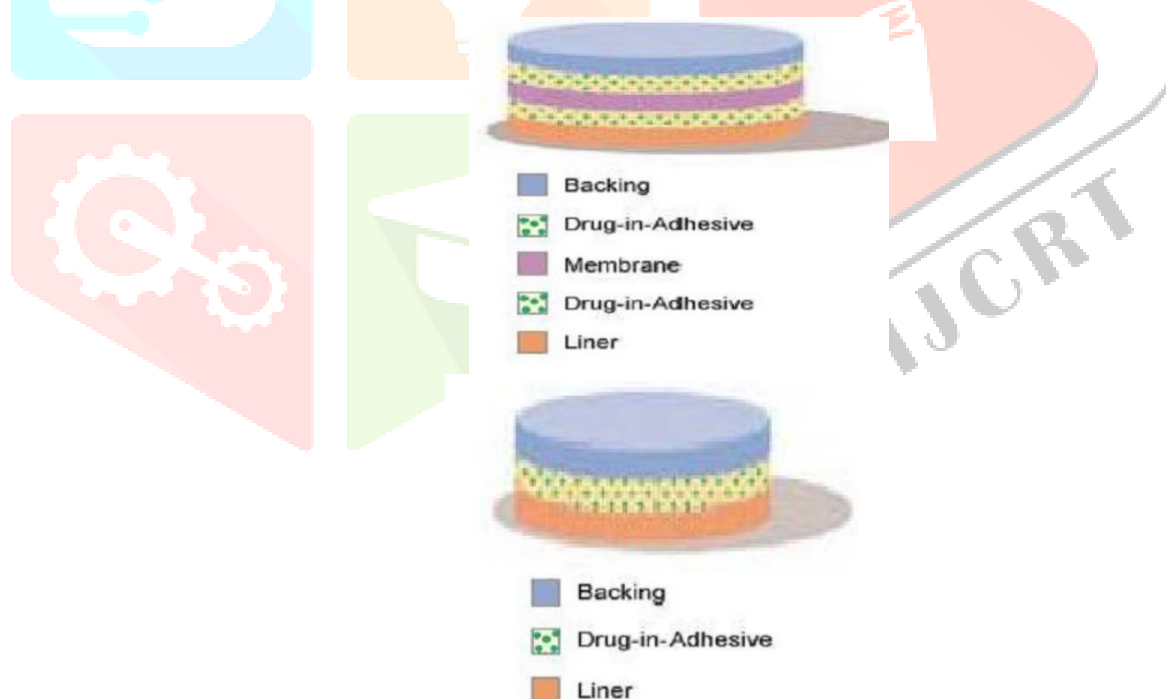 Backing
Drug-in-Adhesive
Membrane
Drug-in-Adhesive
Liner
IJCRT
Backing
Drug-in-Adhesive
Liner